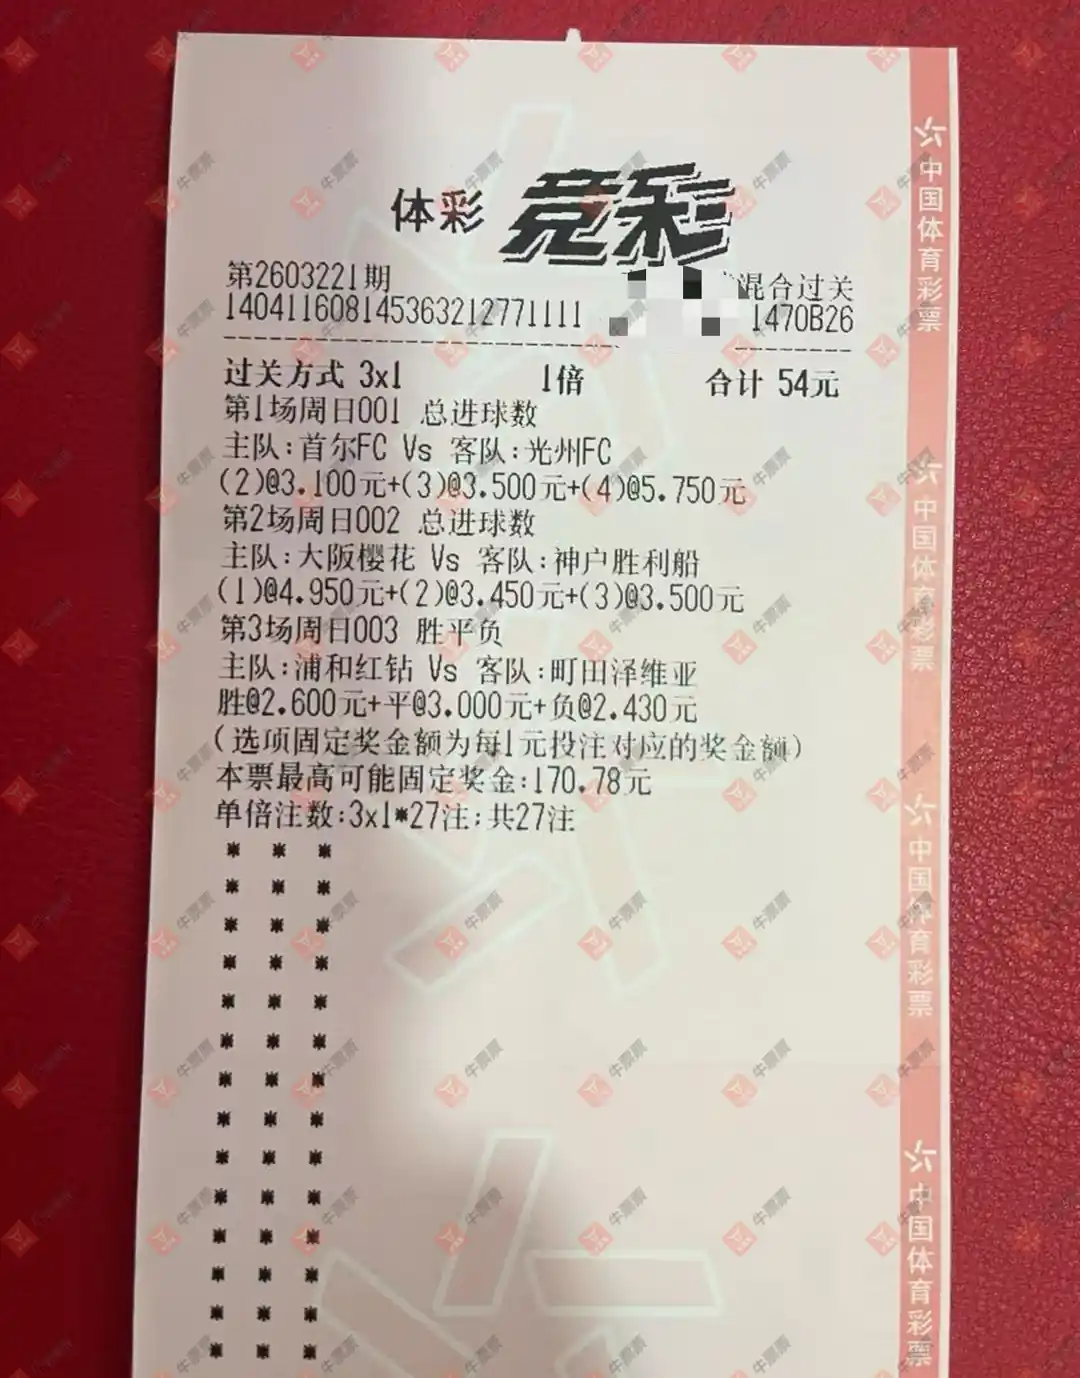 体彩 竞彩
第2603221期 混合过关
140411608145363212771111 1470B26
过关方式 3x1 1倍 合计 54元
第1场周日001 总进球数
主队:首尔FC Vs 客队:光州FC
(2)@3.100元+(3)@3.500元+(4)@5.750元
第2场周日002 总进球数
主队:大阪樱花 Vs 客队:神户胜利船
(1)@4.950元+(2)@3.450元+(3)@3.500元
第3场周日003 胜平负
主队:浦和红钻 Vs 客队:町田泽维亚
胜@2.600元+平@3.000元+负@2.430元
(选项固定奖金额为每1元投注对应的奖金额)
本票最高可能固定奖金:170.78元
单倍注数:3x1*27注;共27注
中国体育彩票
中国体育彩票
中国体育彩票
中国体育彩票
牛票票